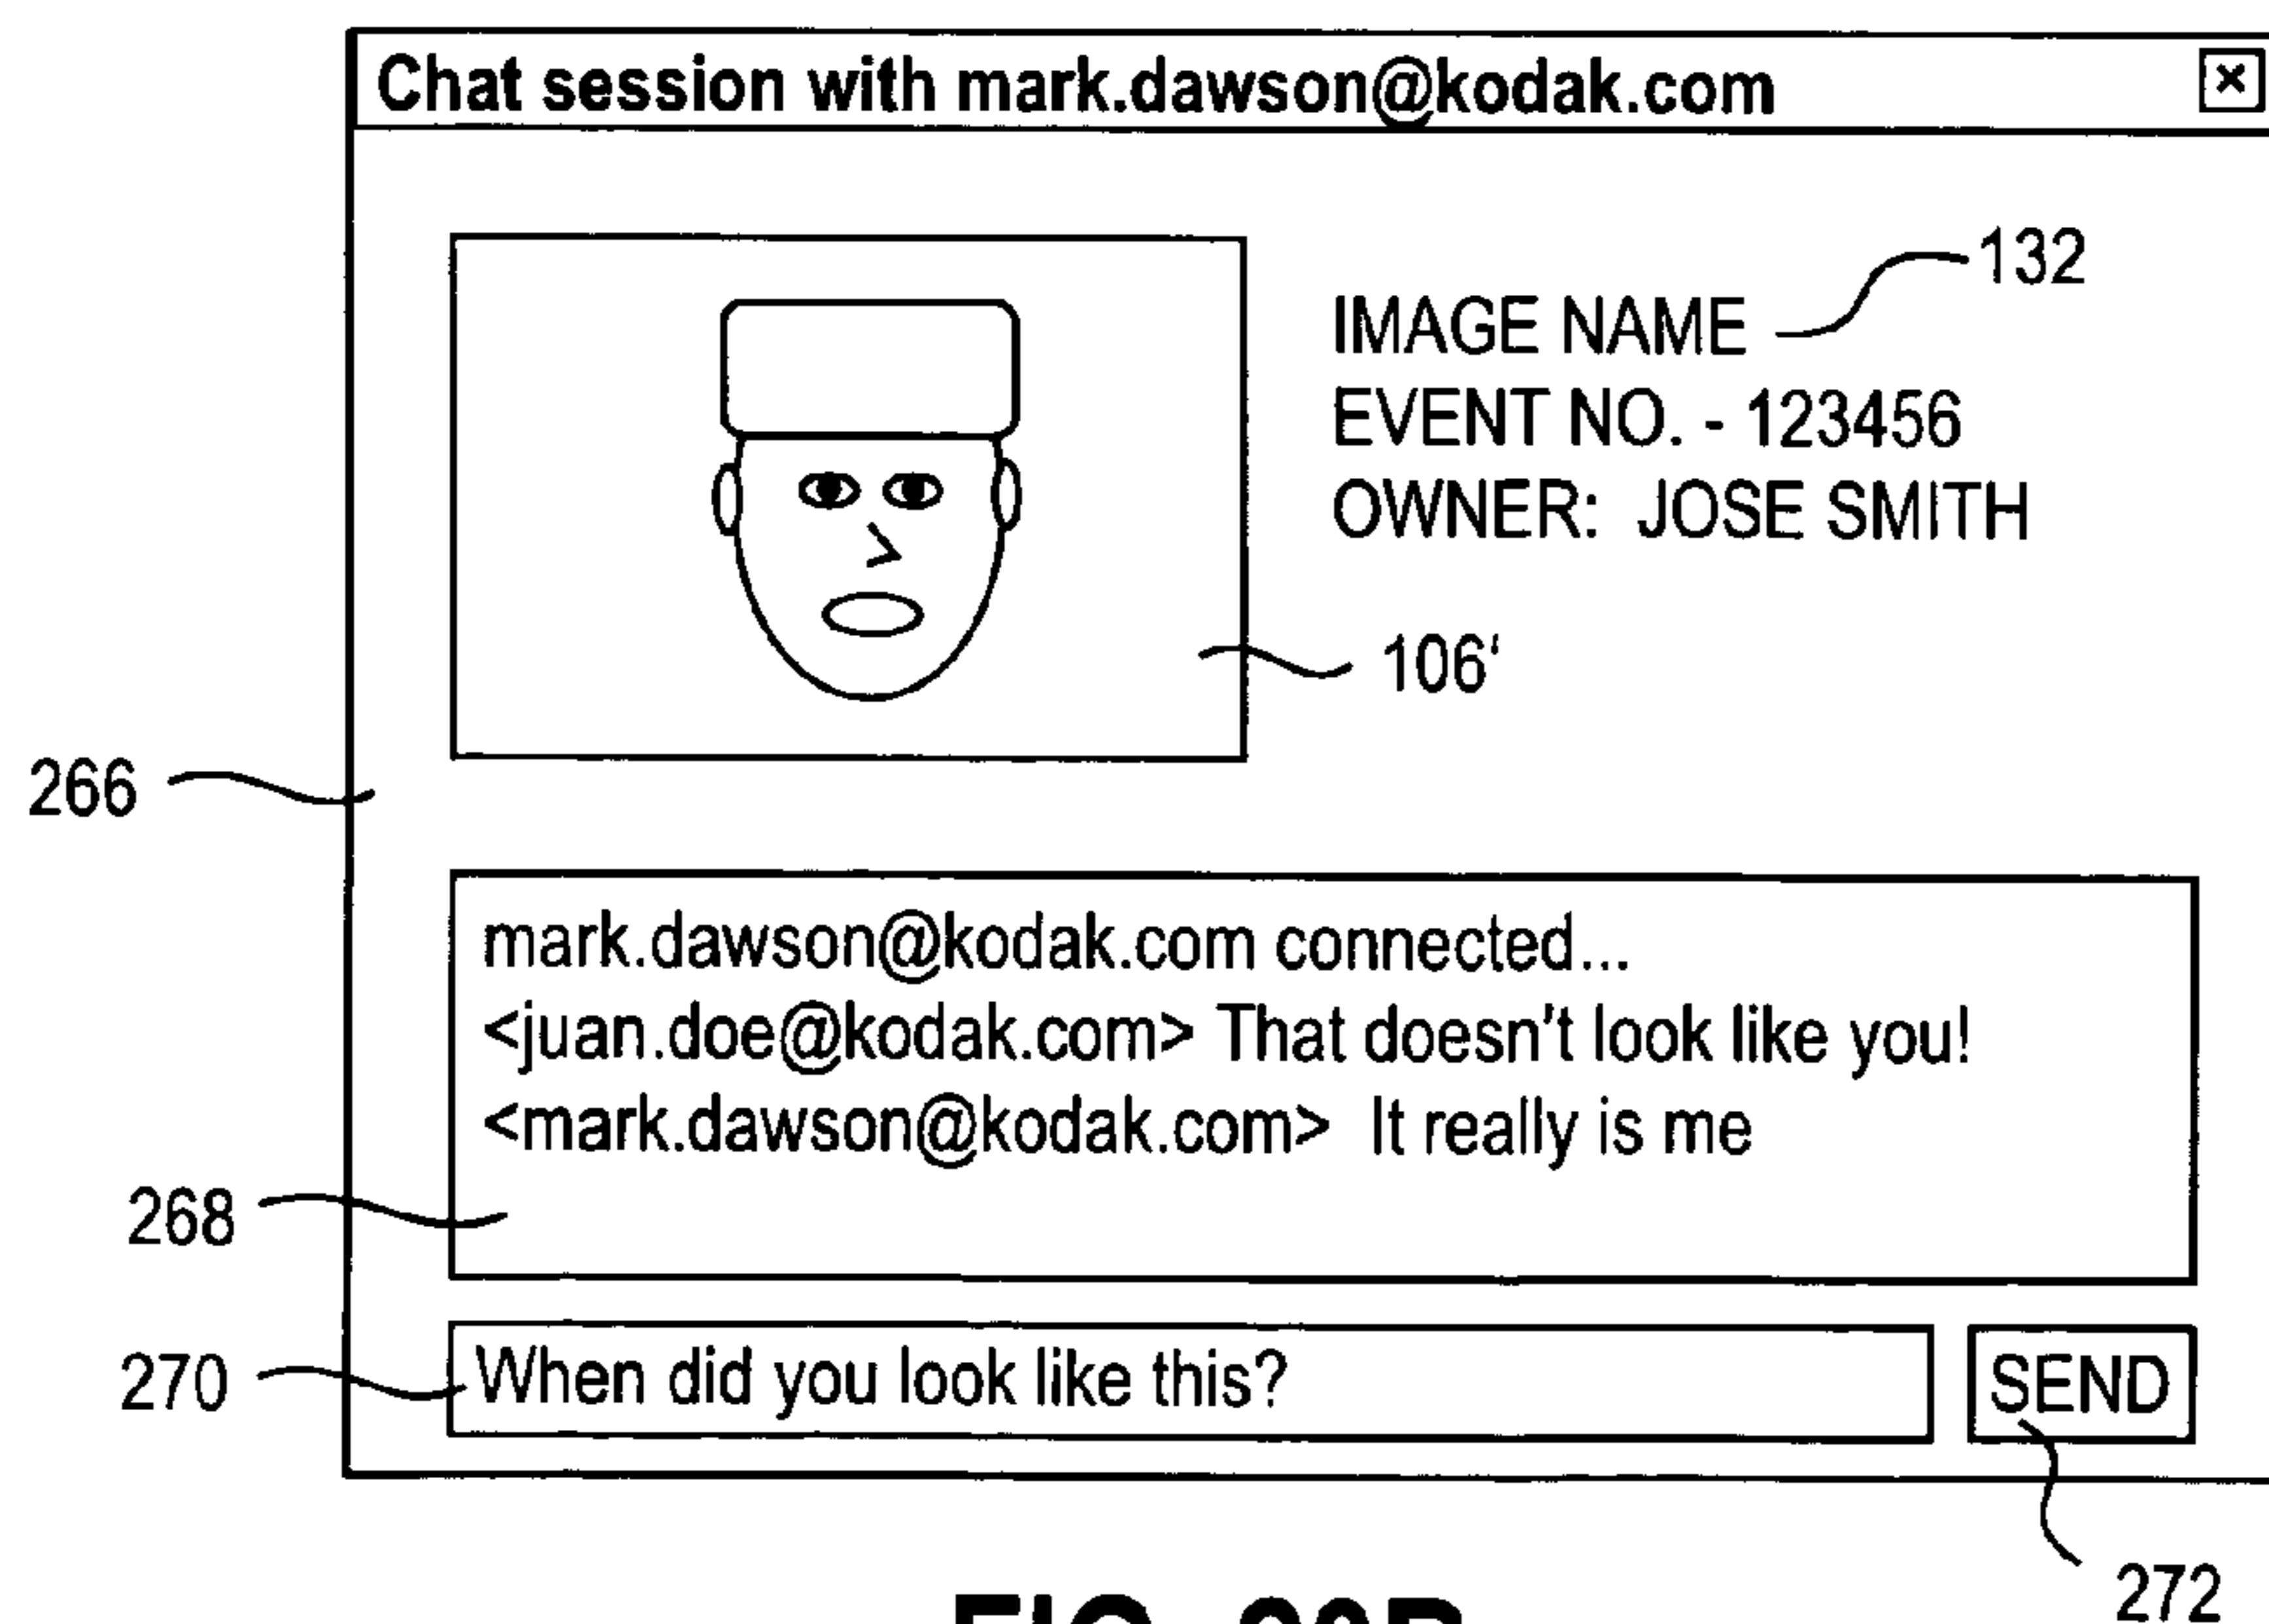 Chat session with mark.dawson@kodak.com
x
132
IMAGE NAME
EVENT NO. - 123456
OWNER: JOSE SMITH
106'
266
mark.dawson@kodak.com connected...
<juan.doe@kodak.com> That doesn't look like you!
<mark.dawson@kodak.com> It really is me
268
270
When did you look like this?
SEND
272